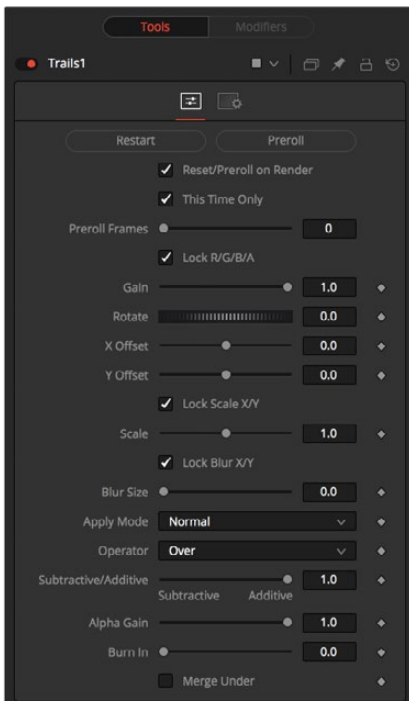 Tools Modifiers
Trails1
Restart Preroll
Reset/Preroll on Render
This Time Only
Preroll Frames 0
Lock R/G/B/A
Gain 1.0
Rotate 0.0
X Offset 0.0
Y Offset 0.0
Lock Scale X/Y
Scale 1.0
Lock Blur X/Y
Blur Size 0.0
Apply Mode Normal
Operator Over
Subtractive/Additive 1.0
Subtractive Additive
Alpha Gain 1.0
Burn In 0.0
Merge Under